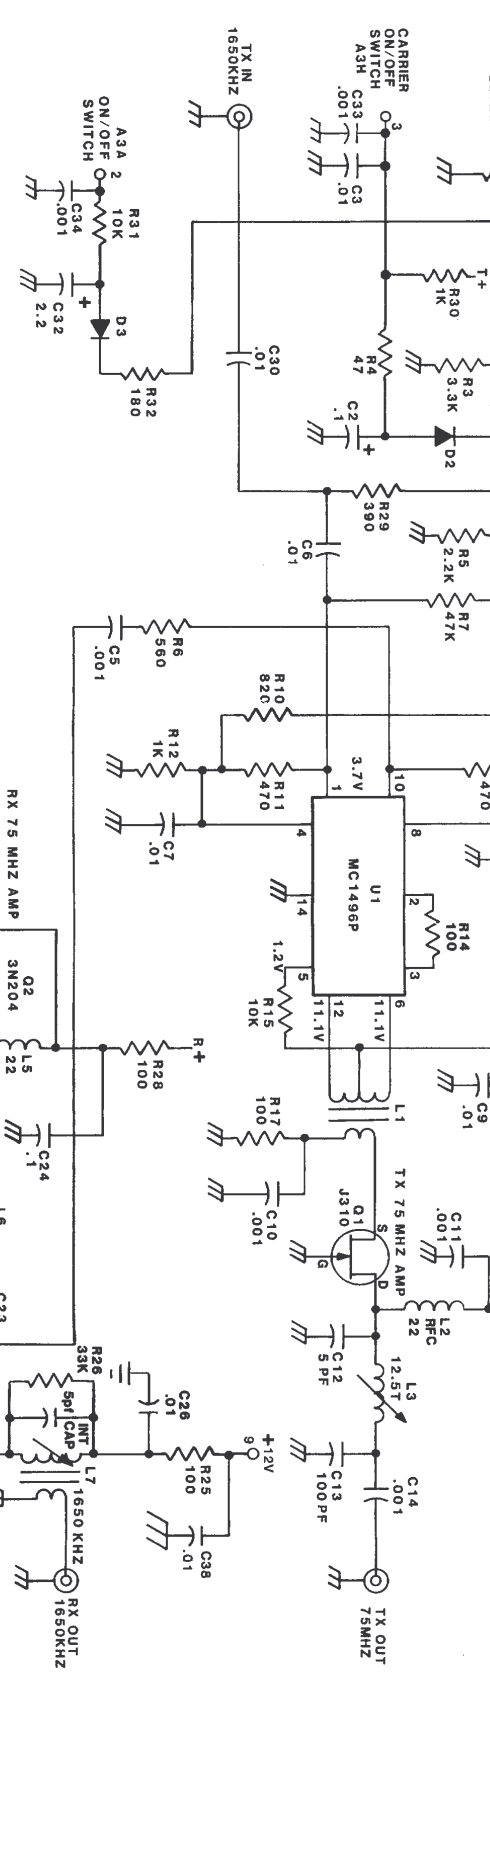 CARRIER
ON/OFF
SWITCH
A3H
3
C33
.001
C3
.01
T+
R30
1K
R4
47
R3
3.3K
C2
.1
+
D2
TX IN
1650KHZ
A3A
ON/OFF
SWITCH
2
R31
10K
C34
.001
C32
2.2
+
D3
R32
180
C30
.01
R29
390
C6
.01
R5
2.2K
R7
47K
R6
560
C5
.001
R10
820
R12
1K
R11
470
C7
.01
3.7V
1
10
470
4
8
U1
MC1496P
14
2
R14
100
3
1.2V
5
R15
10K
12
11.1V
6
11.1V
C9
.01
L1
R17
100
C10
.001
TX 75 MHZ AMP
Q1
J310
S
G
D
C11
.001
L2
RFC
22
C12
5 PF
L3
12.5T
C13
100 PF
C14
.001
TX OUT
75MHZ
RX 75 MHZ AMP
Q2
3N204
L5
22
R+
R28
100
C24
.1
L6
C23
R26
33K
5pf
INT
CAP
C26
.01
R25
100
9
+12V
C38
.01
L7
1650 KHZ
RX OUT
1650KHZ